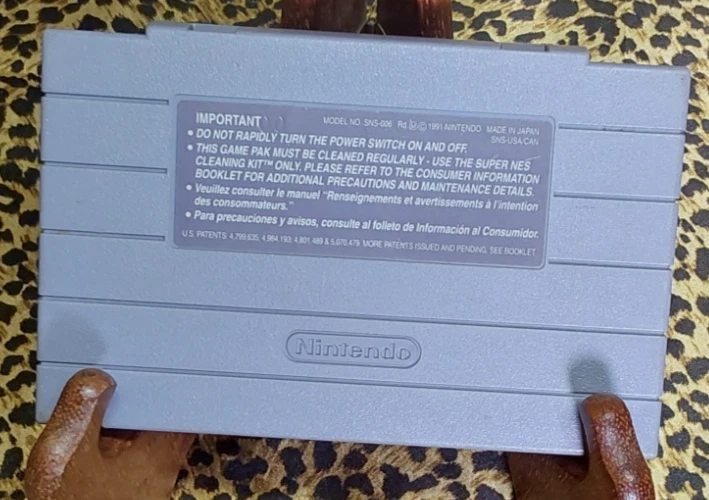 IMPORTANT MODEL NO. SNS-006 Rd. Ⓜ/© 1991 NINTENDO MADE IN JAPAN
SNS-USA/CAN
• DO NOT RAPIDLY TURN THE POWER SWITCH ON AND OFF.
• THIS GAME PAK MUST BE CLEANED REGULARLY - USE THE SUPER NES
CLEANING KIT™ ONLY. PLEASE REFER TO THE CONSUMER INFORMATION
BOOKLET FOR ADDITIONAL PRECAUTIONS AND MAINTENANCE DETAILS.
• Veuillez consulter le manuel "Renseignements et avertissements à l'intention
des consommateurs."
• Para precauciones y avisos, consulte al folleto de Información al Consumidor.
U.S. PATENTS: 4,799,635; 4,984,193; 4,801,489 & 5,070,479. MORE PATENTS ISSUED AND PENDING. SEE BOOKLET.
Nintendo